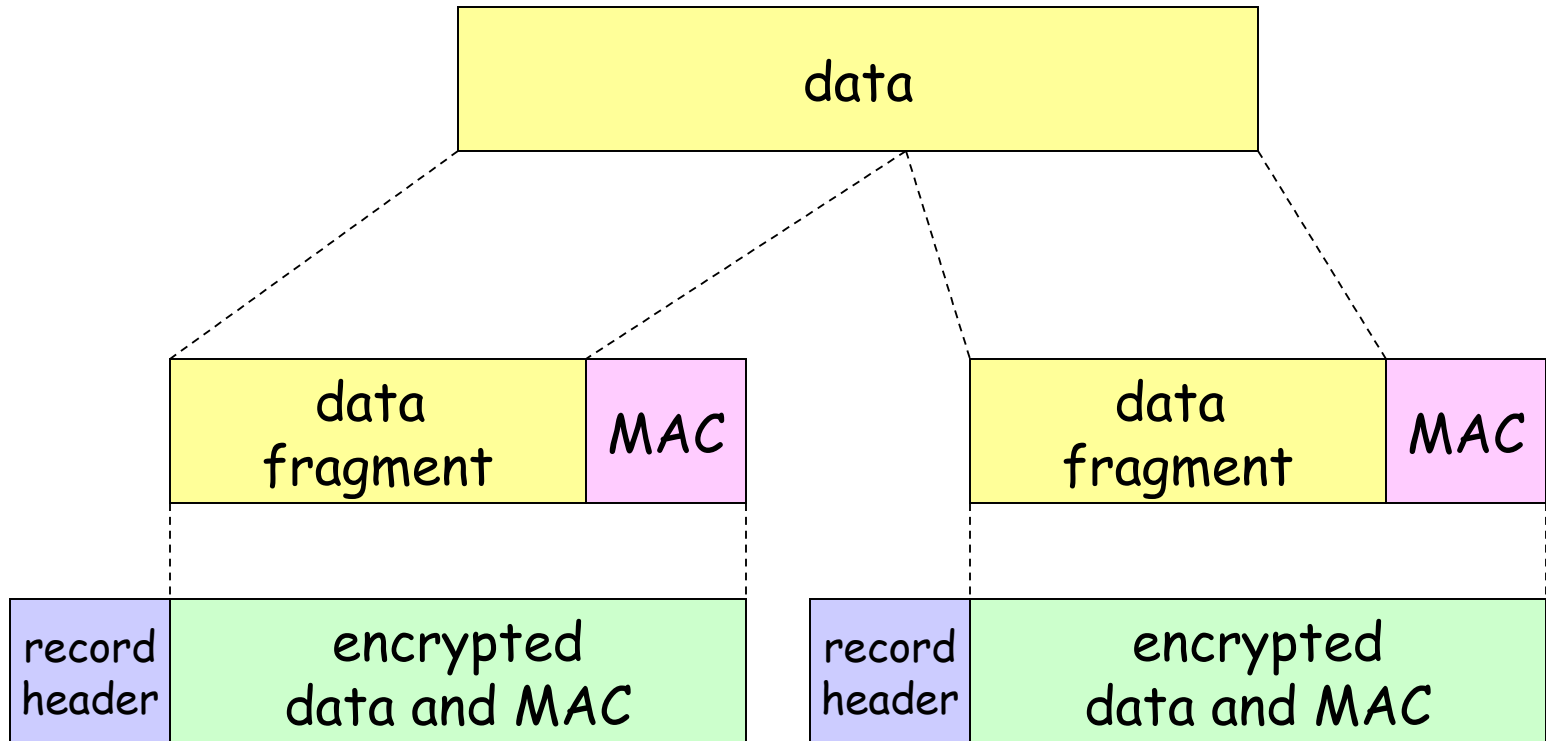 data
data
fragment
MAC
data
fragment
MAC
record
header
encrypted
data and MAC
record
header
encrypted
data and MAC